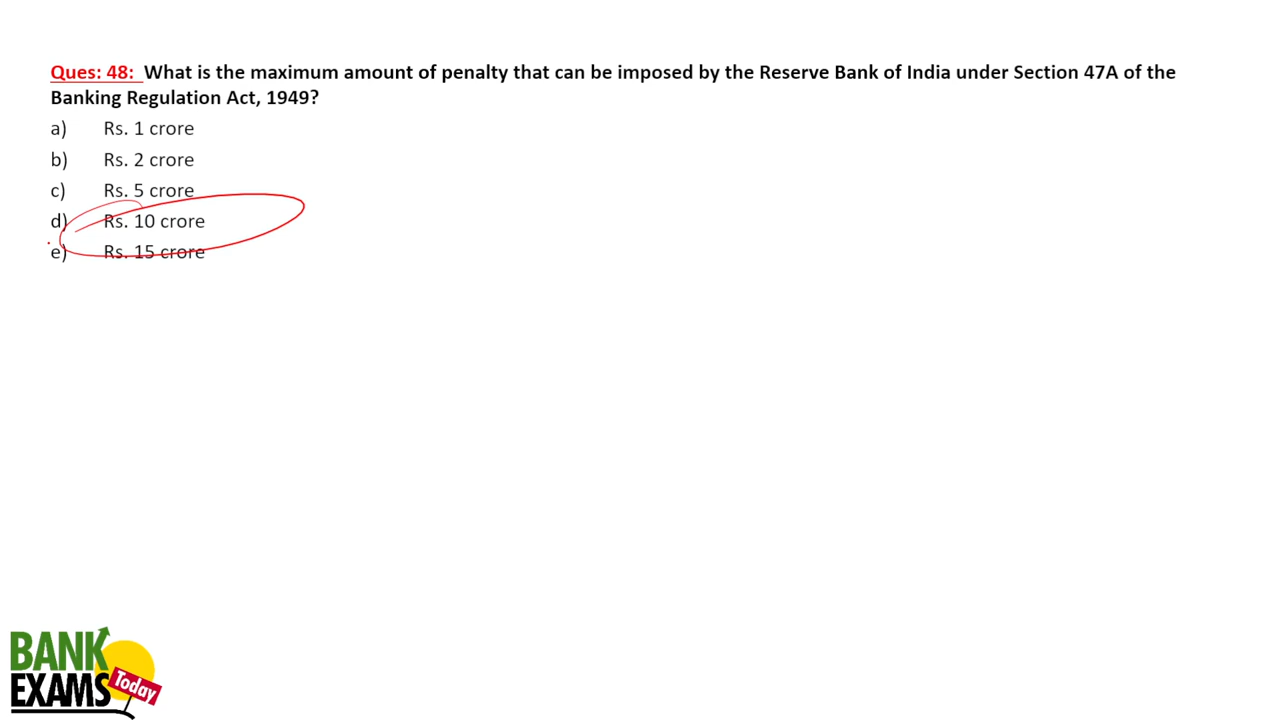 Ques: 48: What is the maximum amount of penalty that can be imposed by the Reserve Bank of India under Section 47A of the
Banking Regulation Act, 1949?
a) Rs. 1 crore
b) Rs. 2 crore
c) Rs. 5 crore
d) Rs. 10 crore
e) Rs. 15 crore
BANK
EXAMS
Today